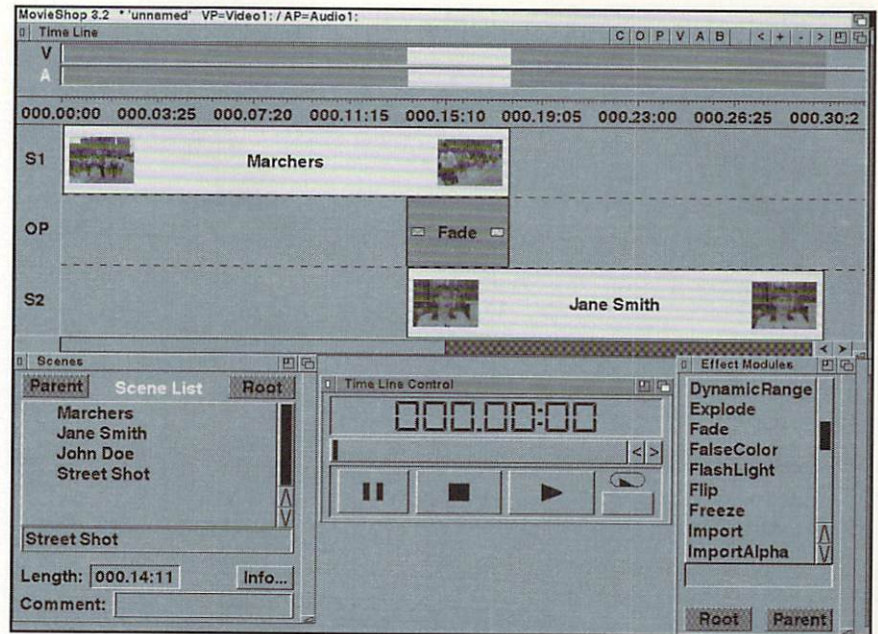 MovieShop 3.2 * 'unnamed' VP=Video1: / AP=Audio1:
Time Line C O P V A B < + - >
V
A
000.00:00 000.03:25 000.07:20 000.11:15 000.15:10 000.19:05 000.23:00 000.26:25 000.30:2
S1 Marchers
OP Fade
S2 Jane Smith
< >
Scenes
Parent Scene List Root
Marchers
Jane Smith
John Doe
Street Shot
Street Shot
Length: 000.14:11 Info...
Comment:
Time Line Control
000.00:00
< >
Effect Modules
DynamicRange
Explode
Fade
FalseColor
FlashLight
Flip
Freeze
Import
ImportAlpha
Root Parent